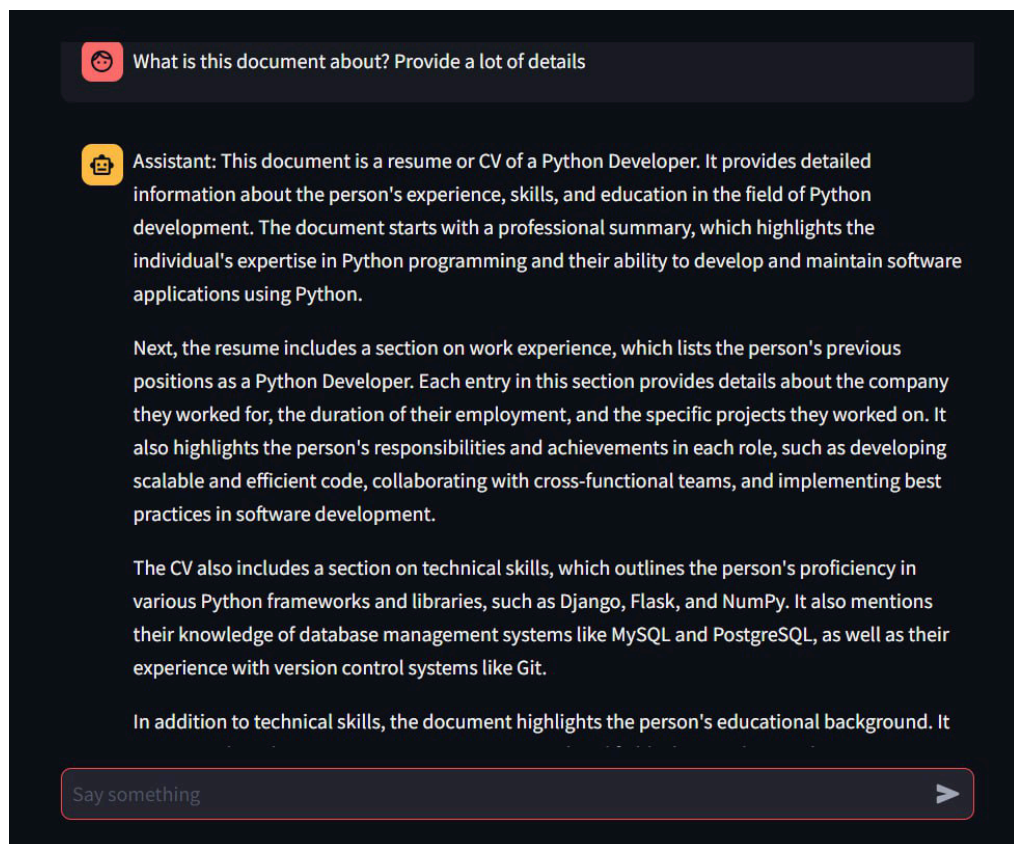 What is this document about? Provide a lot of details
Assistant: This document is a resume or CV of a Python Developer. It provides detailed
information about the person's experience, skills, and education in the field of Python
development. The document starts with a professional summary, which highlights the
individual's expertise in Python programming and their ability to develop and maintain software
applications using Python.
Next, the resume includes a section on work experience, which lists the person's previous
positions as a Python Developer. Each entry in this section provides details about the company
they worked for, the duration of their employment, and the specific projects they worked on. It
also highlights the person's responsibilities and achievements in each role, such as developing
scalable and efficient code, collaborating with cross-functional teams, and implementing best
practices in software development.
The CV also includes a section on technical skills, which outlines the person's proficiency in
various Python frameworks and libraries, such as Django, Flask, and NumPy. It also mentions
their knowledge of database management systems like MySQL and PostgreSQL, as well as their
experience with version control systems like Git.
In addition to technical skills, the document highlights the person's educational background. It
Say something